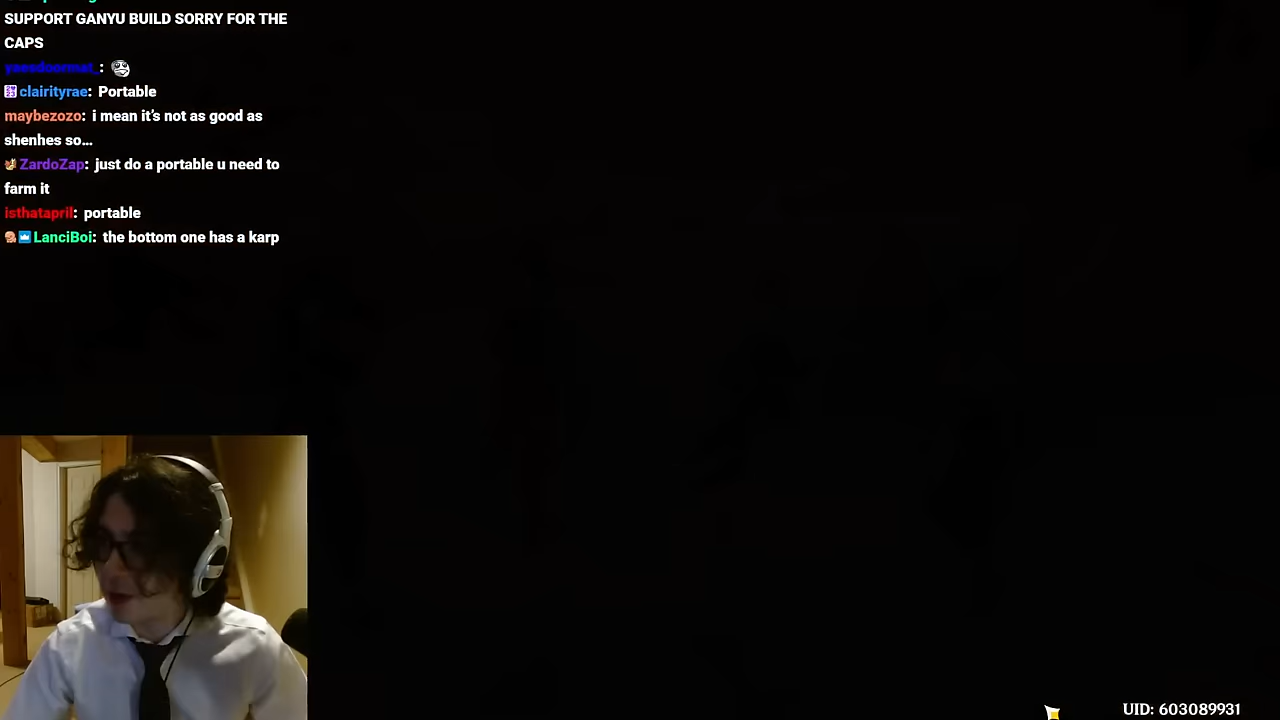 SUPPORT GANYU BUILD SORRY FOR THE
CAPS
yaesdoormat_:
clairityrae: Portable
maybezozo: i mean it's not as good as
shenhes so...
ZardoZap: just do a portable u need to
farm it
isthatapril: portable
LanciBoi: the bottom one has a karp
UID: 603089931